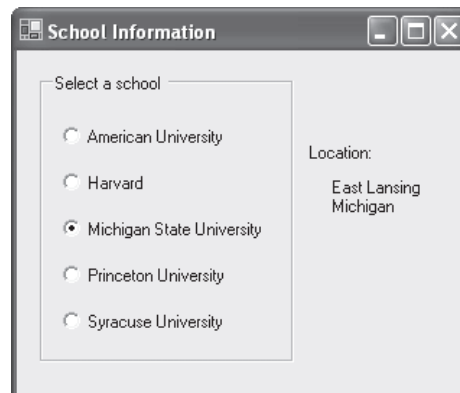 School Information
Select a school
American University
Harvard
Michigan State University
Princeton University
Syracuse University
Location:
East Lansing
Michigan